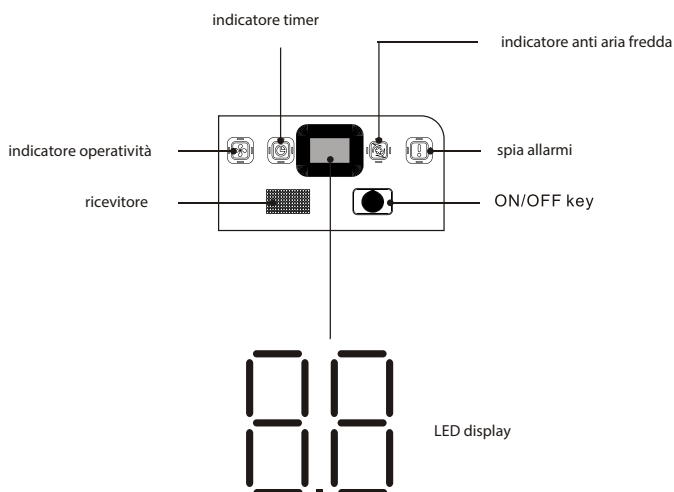 indicatore timer
indicatore anti aria fredda
indicatore operatività
spia allarmi
ricevitore
ON/OFF key
LED display